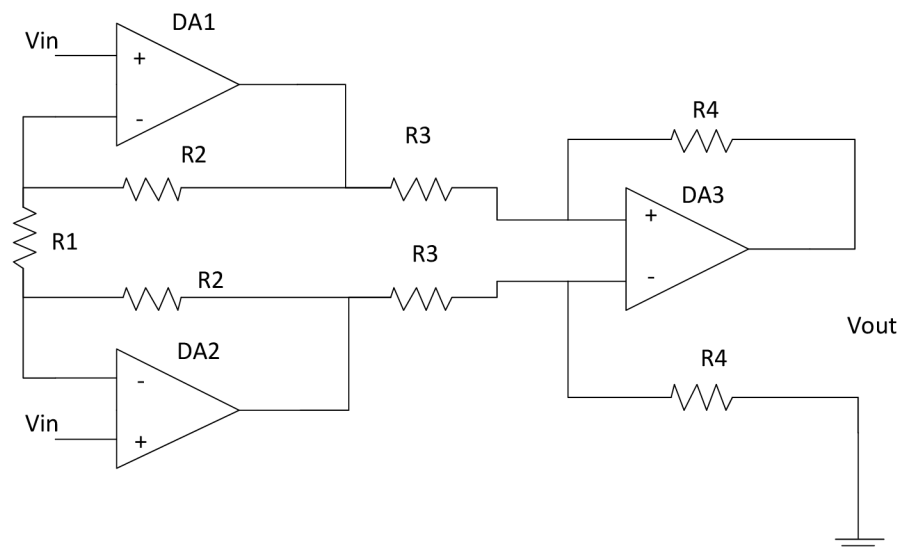 DA1
Vin
+
-
R2
R3
R4
DA3
+
R1
-
R2
R3
Vout
DA2
-
R4
Vin
+